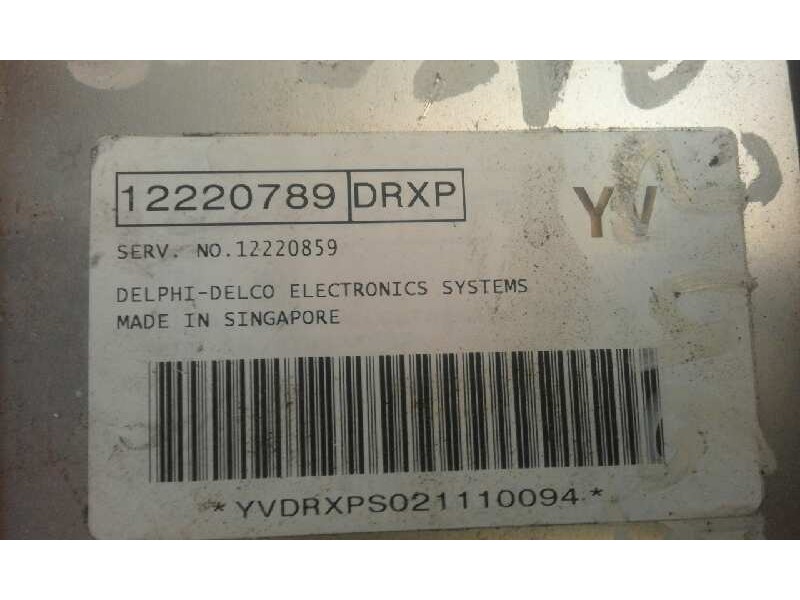 12220789 DRXP YV
SERV. NO.12220859
DELPHI-DELCO ELECTRONICS SYSTEMS
MADE IN SINGAPORE
*YVDRXPS021110094*